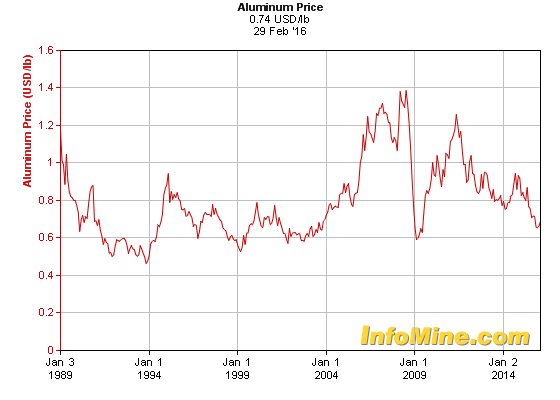 Aluminum Price
0.74 USD/lb
29 Feb '16
Aluminum Price (USD/lb)
1.6
1.4
1.2
1
0.8
0.6
0.4
0.2
0
InfoMine.com
Jan 3 Jan 1 Jan 1 Jan 1 Jan 1 Jan 2
1989 1994 1999 2004 2009 2014